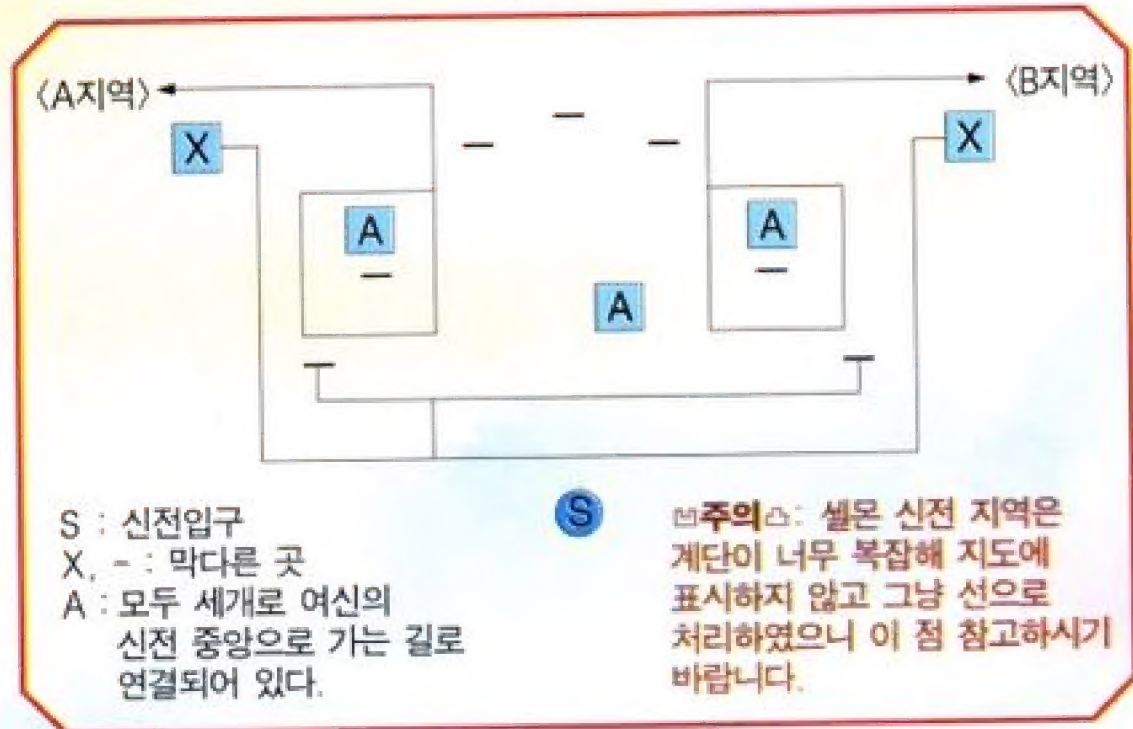 〈A지역〉
〈B지역〉
X
X
A
A
A
S
S : 신전입구
X, - : 막다른 곳
A : 모두 세개로 여신의
신전 중앙으로 가는 길로
연결되어 있다.
주의: 셀몬 신전 지역은
계단이 너무 복잡해 지도에
표시하지 않고 그냥 선으로
처리하였으니 이 점 참고하시기
바랍니다.